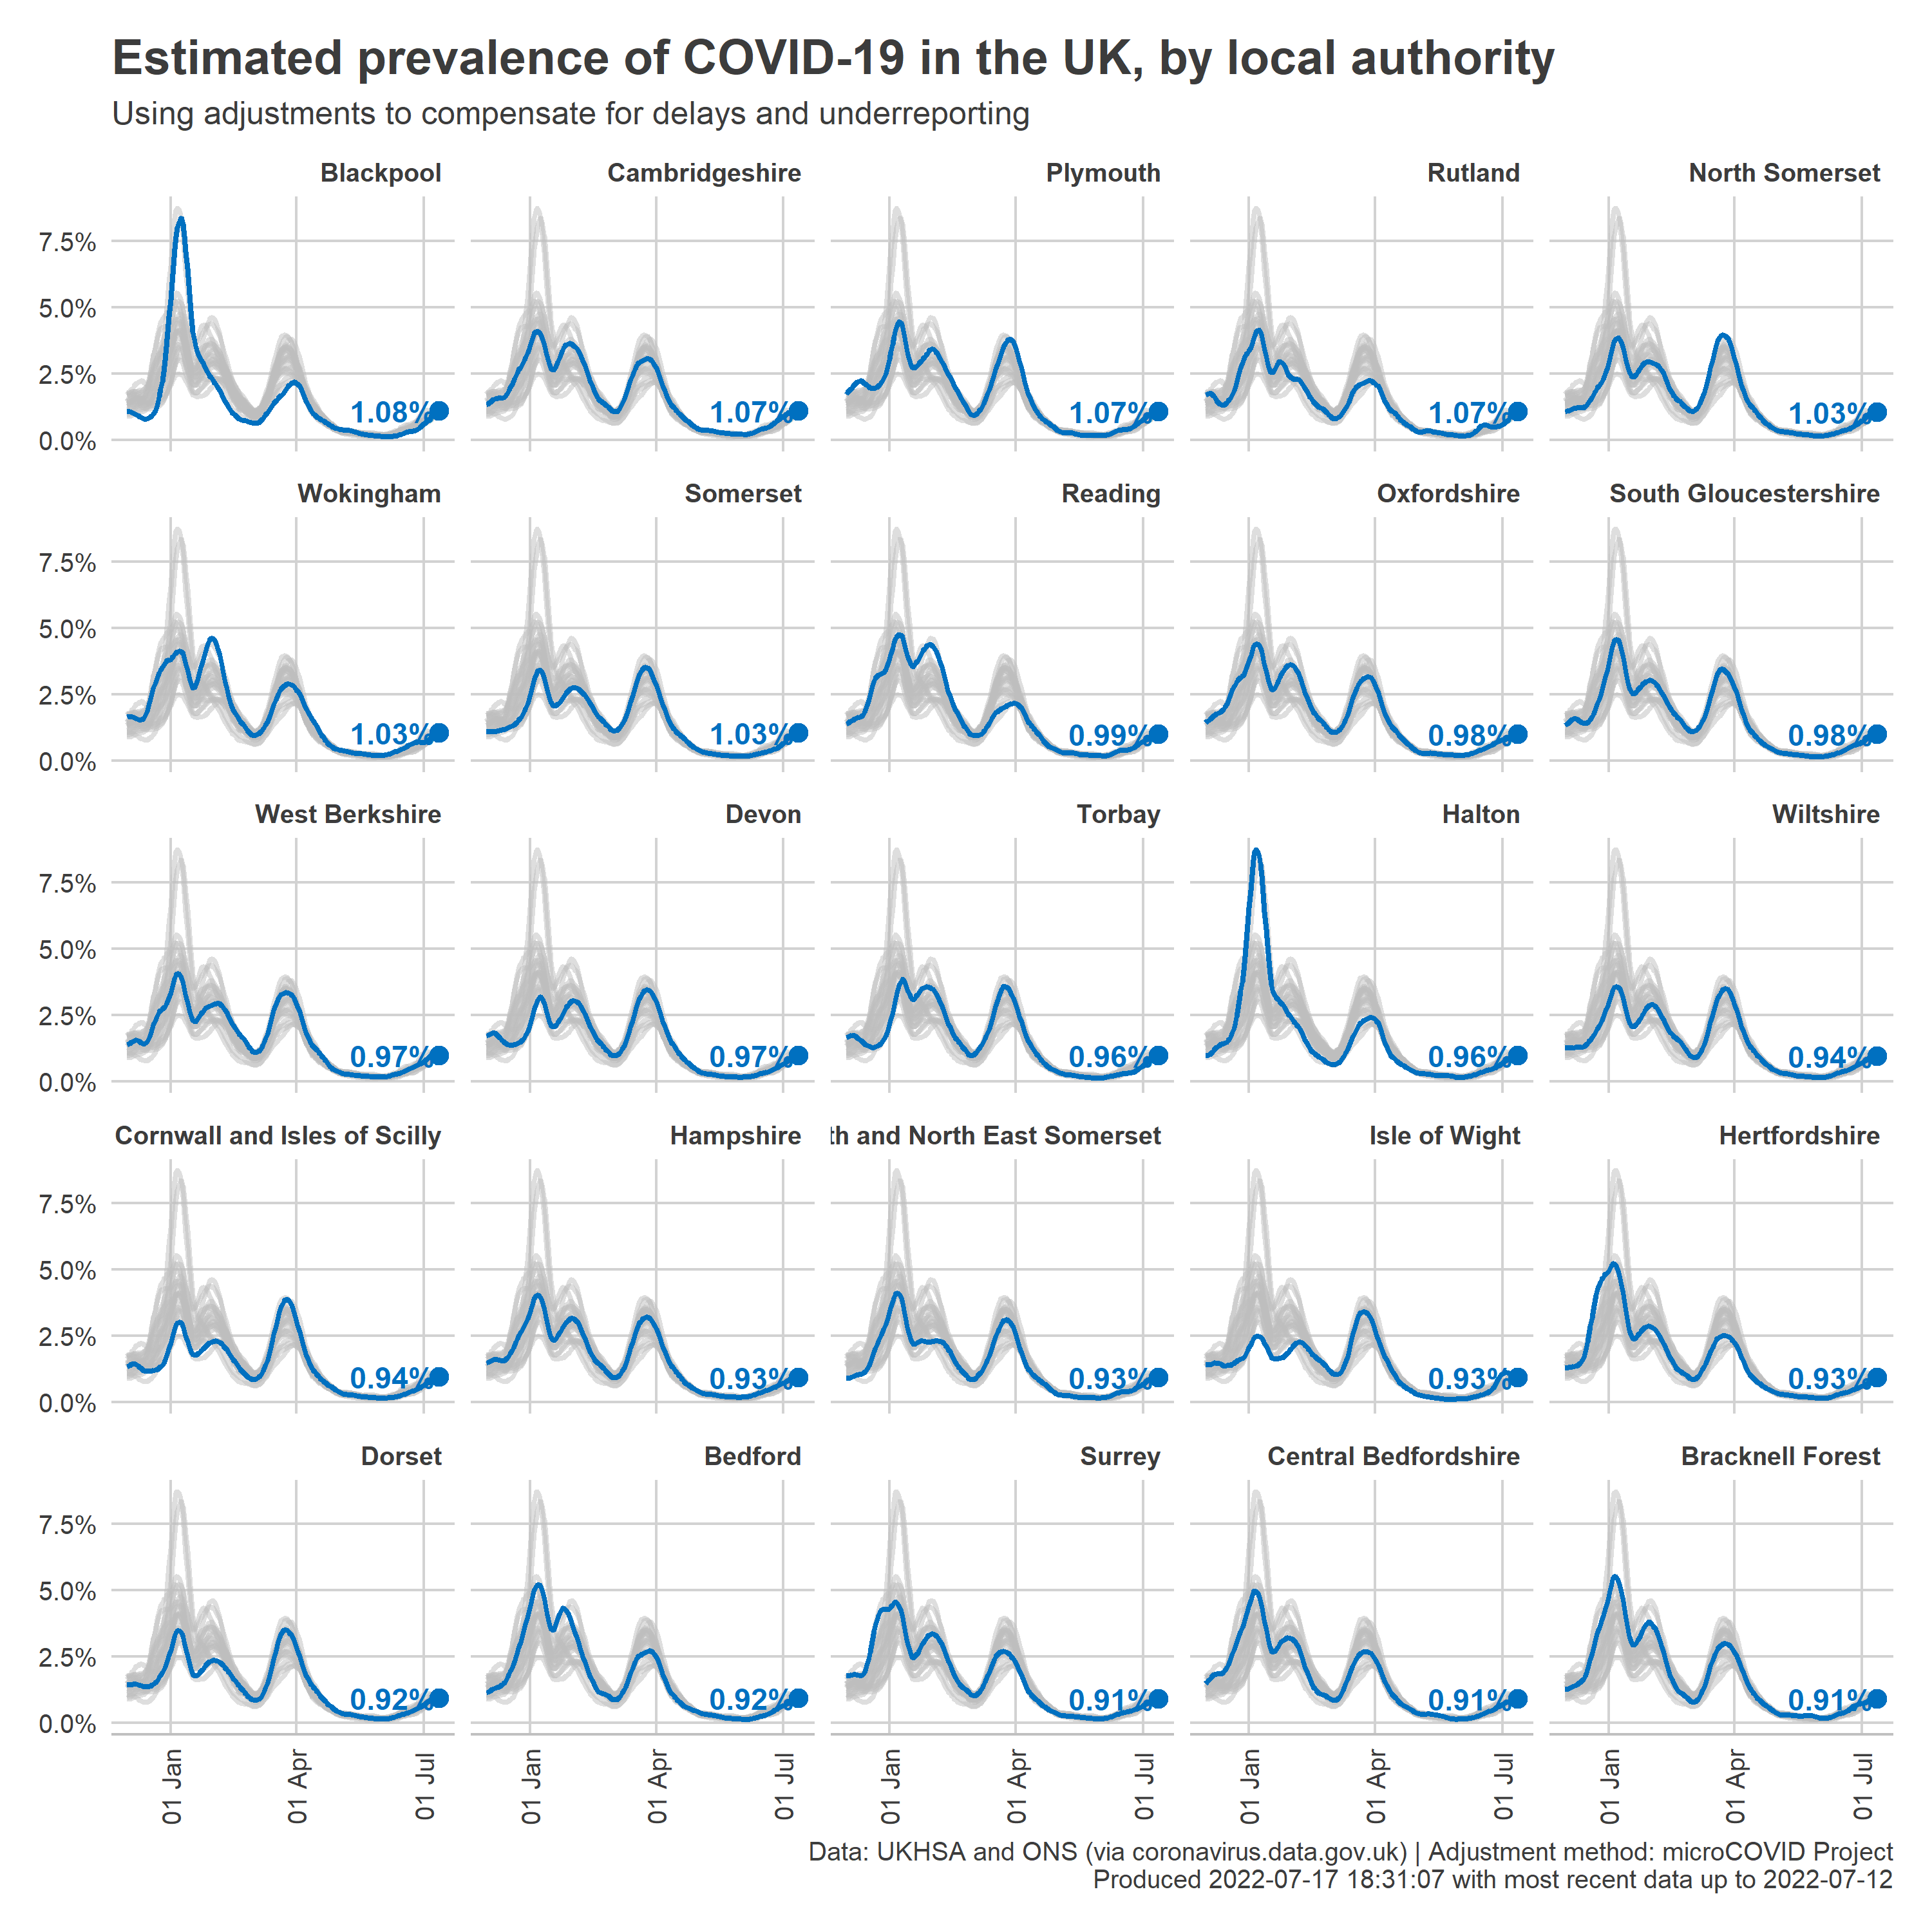 Estimated prevalence of COVID-19 in the UK, by local authority
Using adjustments to compensate for delays and underreporting
Blackpool
Cambridgeshire
Plymouth
Rutland
North Somerset
7.5%
5.0%
2.5%
0.0%
1.08%
1.07%
1.07%
1.07%
1.03%
Wokingham
Somerset
Reading
Oxfordshire
South Gloucestershire
7.5%
5.0%
2.5%
0.0%
1.03%
1.03%
0.99%
0.98%
0.98%
West Berkshire
Devon
Torbay
Halton
Wiltshire
7.5%
5.0%
2.5%
0.0%
0.97%
0.97%
0.96%
0.96%
0.94%
Cornwall and Isles of Scilly
Hampshire
th and North East Somerset
Isle of Wight
Hertfordshire
7.5%
5.0%
2.5%
0.0%
0.94%
0.93%
0.93%
0.93%
0.93%
Dorset
Bedford
Surrey
Central Bedfordshire
Bracknell Forest
7.5%
5.0%
2.5%
0.0%
0.92%
0.92%
0.91%
0.91%
0.91%
01 Jan
01 Apr
01 Jul
01 Jan
01 Apr
01 Jul
01 Jan
01 Apr
01 Jul
01 Jan
01 Apr
01 Jul
01 Jan
01 Apr
01 Jul
Data: UKHSA and ONS (via coronavirus.data.gov.uk) | Adjustment method: microCOVID Project
Produced 2022-07-17 18:31:07 with most recent data up to 2022-07-12